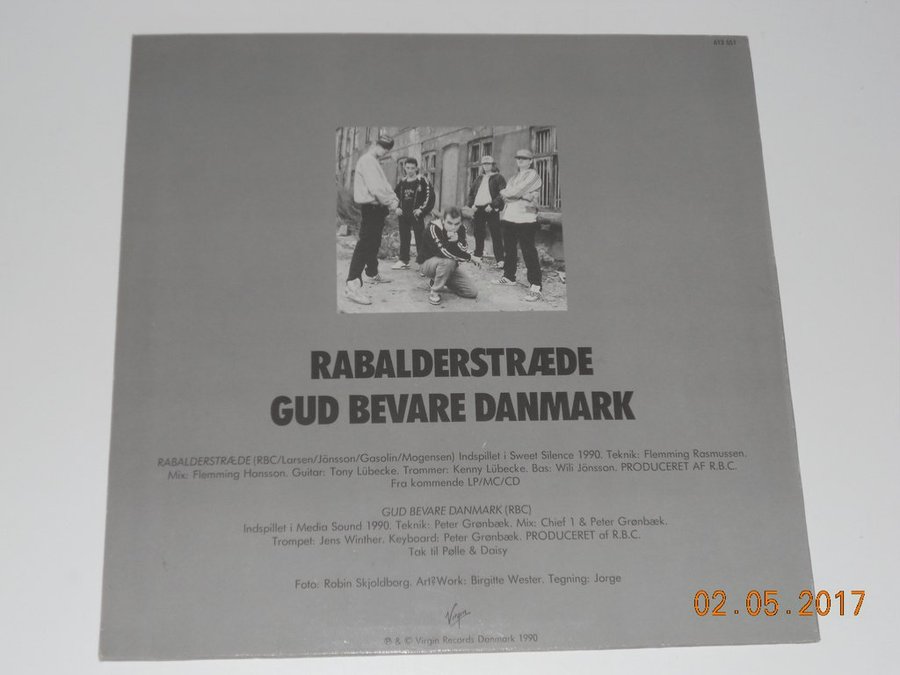 613 557
RABALDERSTRÆDE
GUD BEVARE DANMARK
RABALDERSTRÆDE (RBC/Larsen/Jönsson/Gasolin/Mogensen) Indspillet i Sweet Silence 1990. Teknik: Flemming Rasmussen.
Mix: Flemming Hansson. Guitar: Tony Lübecke. Trommer: Kenny Lübecke. Bas: Wili Jönsson. PRODUCERET AF R.B.C.
Fra kommende LP/MC/CD
GUD BEVARE DANMARK (RBC)
Indspillet i Media Sound 1990. Teknik: Peter Grønbæk. Mix: Chief 1 & Peter Grønbæk.
Trompet: Jens Winther. Keyboard: Peter Grønbæk. PRODUCERET af R.B.C.
Tak til Pølle & Daisy
Foto: Robin Skjoldborg. Art?Work: Birgitte Wester. Tegning: Jorge
Virgin
℗ & © Virgin Records Danmark 1990
02.05.2017